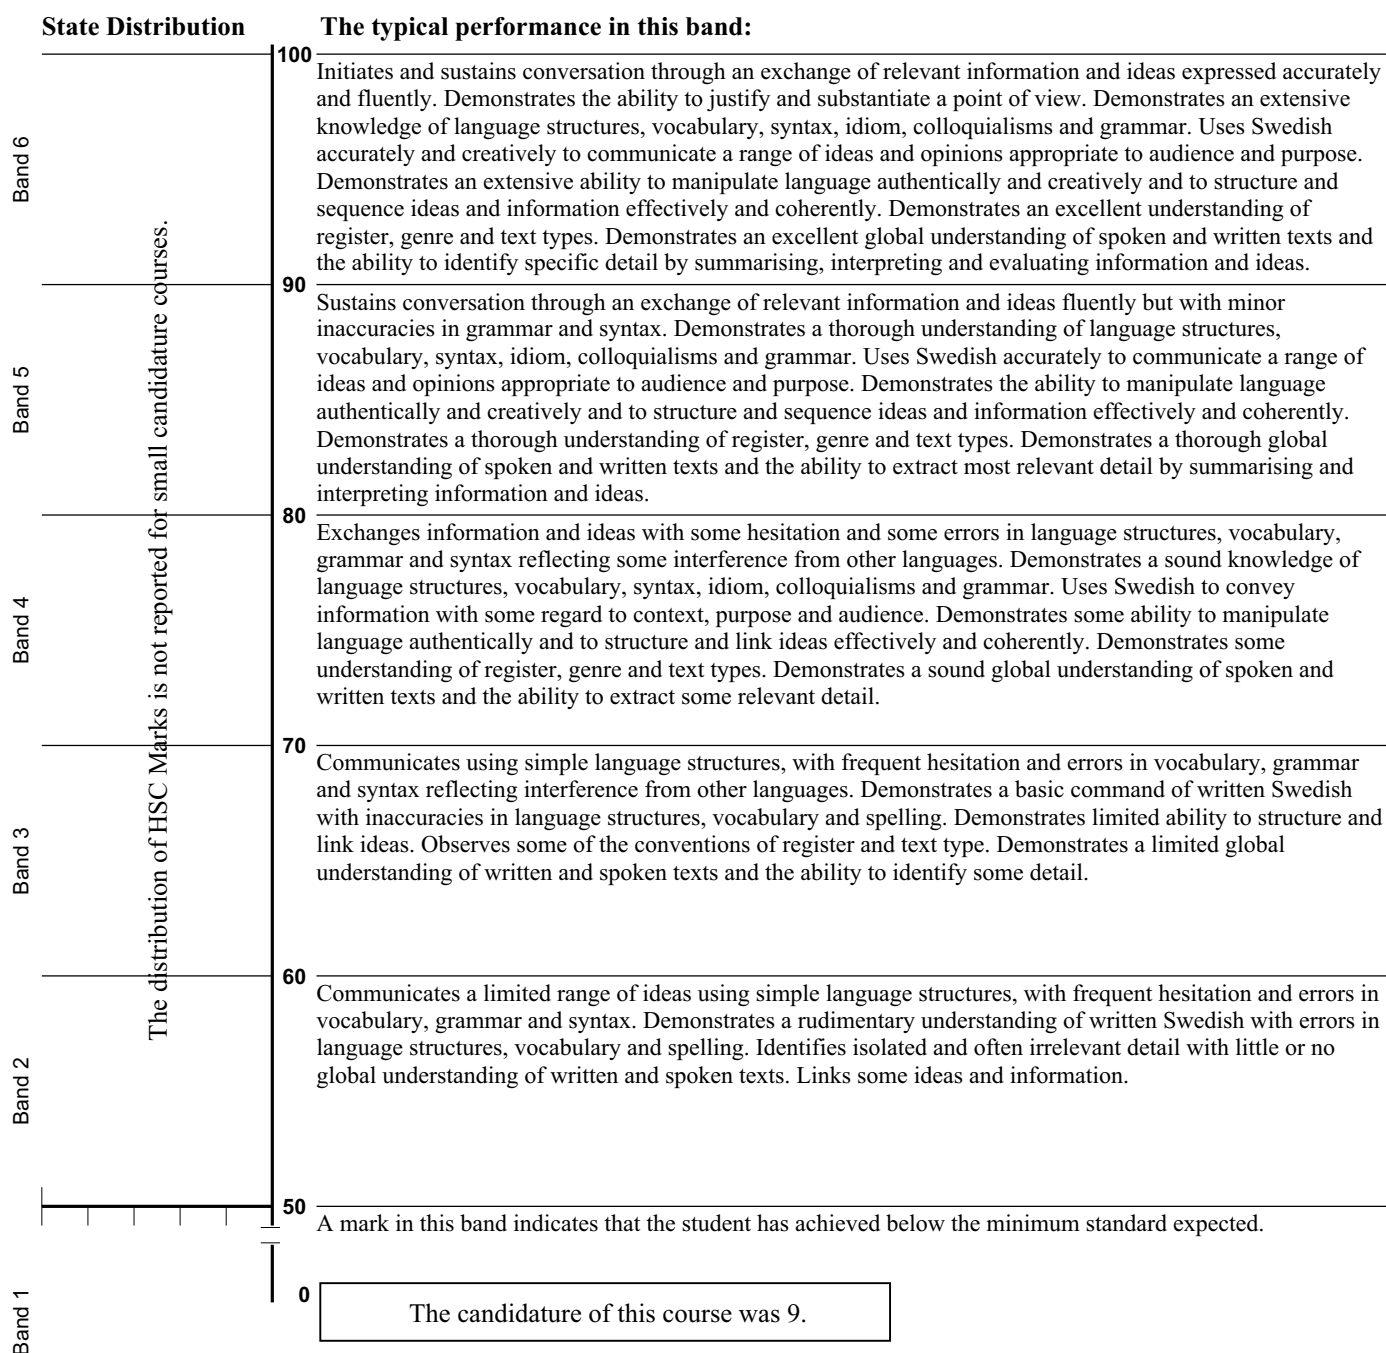 State Distribution
The typical performance in this band:
100
Band 6
Initiates and sustains conversation through an exchange of relevant information and ideas expressed accurately
and fluently. Demonstrates the ability to justify and substantiate a point of view. Demonstrates an extensive
knowledge of language structures, vocabulary, syntax, idiom, colloquialisms and grammar. Uses Swedish
accurately and creatively to communicate a range of ideas and opinions appropriate to audience and purpose.
Demonstrates an extensive ability to manipulate language authentically and creatively and to structure and
sequence ideas and information effectively and coherently. Demonstrates an excellent understanding of
register, genre and text types. Demonstrates an excellent global understanding of spoken and written texts and
the ability to identify specific detail by summarising, interpreting and evaluating information and ideas.
90
Band 5
Sustains conversation through an exchange of relevant information and ideas fluently but with minor
inaccuracies in grammar and syntax. Demonstrates a thorough understanding of language structures,
vocabulary, syntax, idiom, colloquialisms and grammar. Uses Swedish accurately to communicate a range of
ideas and opinions appropriate to audience and purpose. Demonstrates the ability to manipulate language
authentically and creatively and to structure and sequence ideas and information effectively and coherently.
Demonstrates a thorough understanding of register, genre and text types. Demonstrates a thorough global
understanding of spoken and written texts and the ability to extract most relevant detail by summarising and
interpreting information and ideas.
80
Band 4
Exchanges information and ideas with some hesitation and some errors in language structures, vocabulary,
grammar and syntax reflecting some interference from other languages. Demonstrates a sound knowledge of
language structures, vocabulary, syntax, idiom, colloquialisms and grammar. Uses Swedish to convey
information with some regard to context, purpose and audience. Demonstrates some ability to manipulate
language authentically and to structure and link ideas effectively and coherently. Demonstrates some
understanding of register, genre and text types. Demonstrates a sound global understanding of spoken and
written texts and the ability to extract some relevant detail.
70
Band 3
Communicates using simple language structures, with frequent hesitation and errors in vocabulary, grammar
and syntax reflecting interference from other languages. Demonstrates a basic command of written Swedish
with inaccuracies in language structures, vocabulary and spelling. Demonstrates limited ability to structure and
link ideas. Observes some of the conventions of register and text type. Demonstrates a limited global
understanding of written and spoken texts and the ability to identify some detail.
60
Band 2
Communicates a limited range of ideas using simple language structures, with frequent hesitation and errors in
vocabulary, grammar and syntax. Demonstrates a rudimentary understanding of written Swedish with errors in
language structures, vocabulary and spelling. Identifies isolated and often irrelevant detail with little or no
global understanding of written and spoken texts. Links some ideas and information.
50
Band 1
A mark in this band indicates that the student has achieved below the minimum standard expected.
0
The distribution of HSC Marks is not reported for small candidature courses.
The candidature of this course was 9.